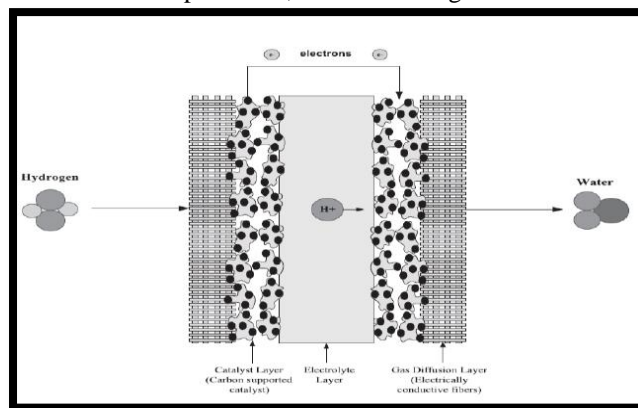 e- electrons e-
Hydrogen
Water
H+
Catalyst Layer
(Carbon supported
catalyst)
Electrolyte
Layer
Gas Diffusion Layer
(Electrically
conductive fibers)